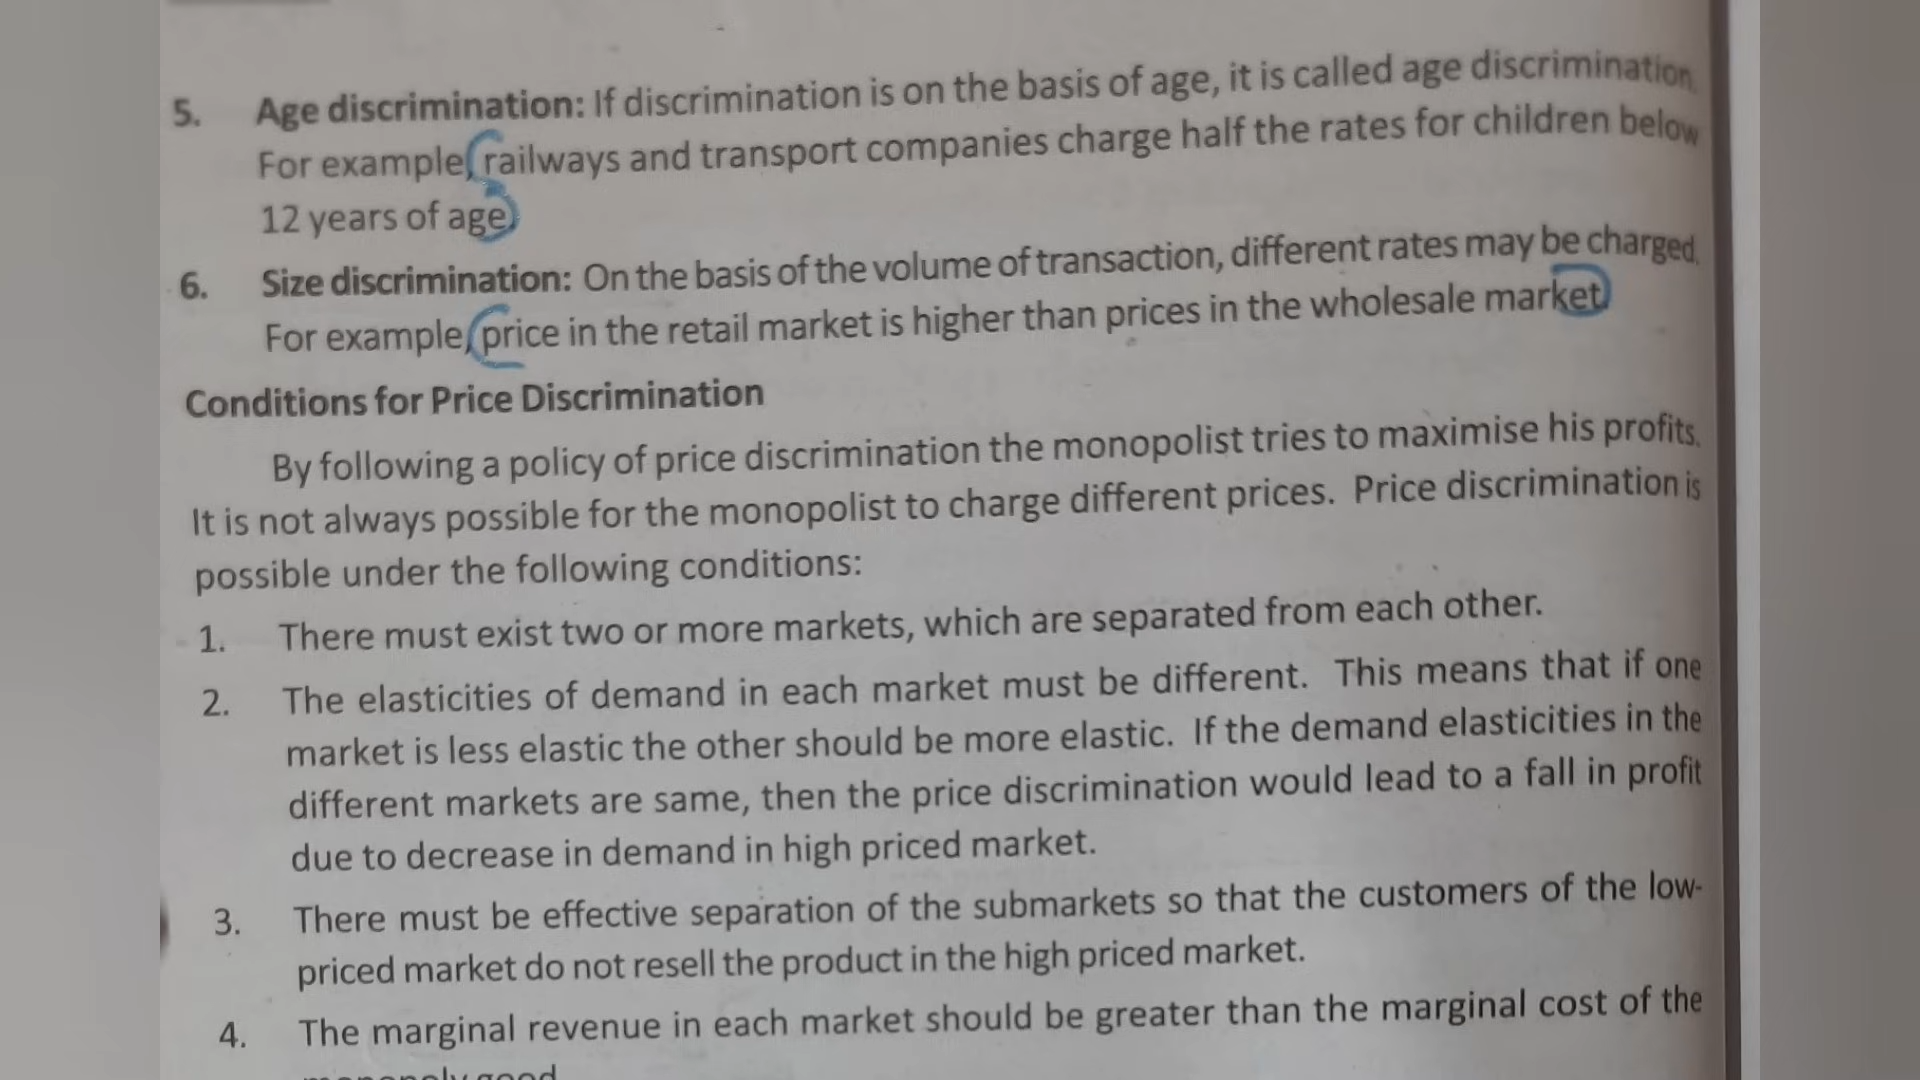 5. Age discrimination: If discrimination is on the basis of age, it is called age discrimination.
For example, railways and transport companies charge half the rates for children below
12 years of age.
6. Size discrimination: On the basis of the volume of transaction, different rates may be charged.
For example, price in the retail market is higher than prices in the wholesale market.
Conditions for Price Discrimination
By following a policy of price discrimination the monopolist tries to maximise his profits.
It is not always possible for the monopolist to charge different prices. Price discrimination is
possible under the following conditions:
1. There must exist two or more markets, which are separated from each other.
2. The elasticities of demand in each market must be different. This means that if one
market is less elastic the other should be more elastic. If the demand elasticities in the
different markets are same, then the price discrimination would lead to a fall in profit
due to decrease in demand in high priced market.
3. There must be effective separation of the submarkets so that the customers of the low-
priced market do not resell the product in the high priced market.
4. The marginal revenue in each market should be greater than the marginal cost of the
monopoly good